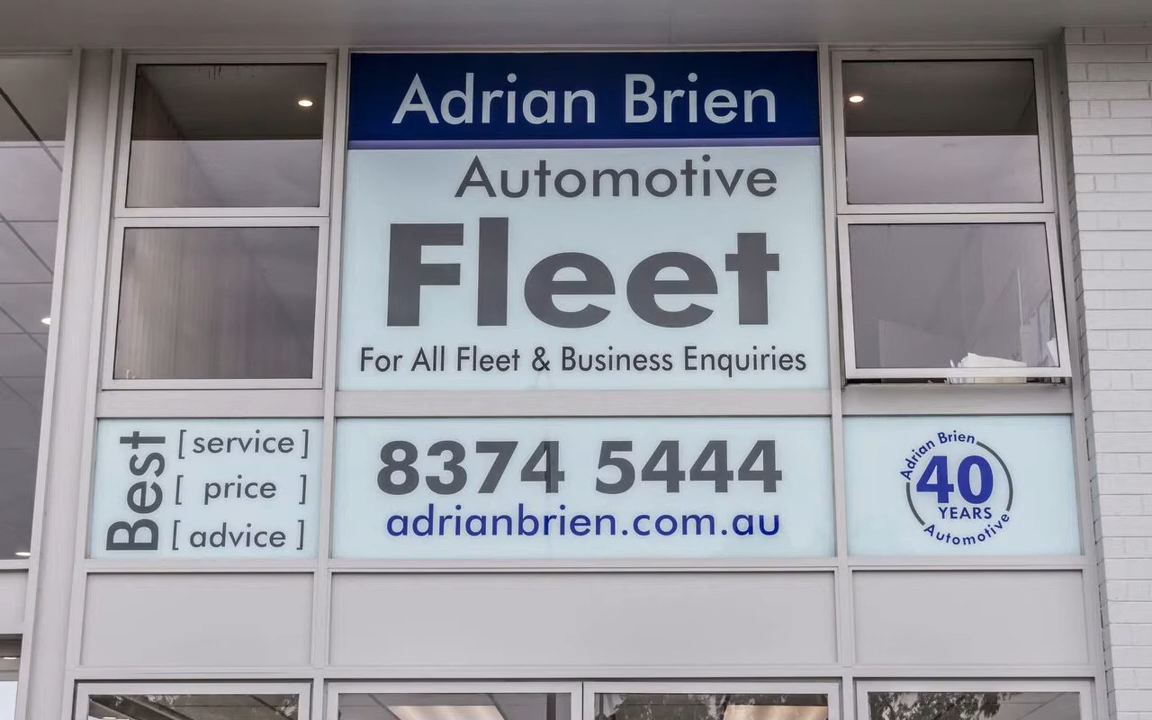 Adrian Brien
Automotive
Fleet
For All Fleet & Business Enquiries
Best
[ service ]
[ price ]
[ advice ]
8374 5444
adrianbrien.com.au
Adrian Brien
40
YEARS
Automotive